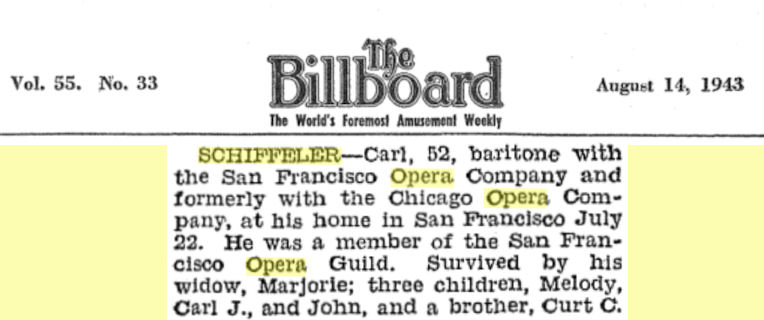 Vol. 55. No. 33
The
Billboard
August 14, 1943
The World's Foremost Amusement Weekly
SCHIFFELER—Carl, 52, baritone with
the San Francisco Opera Company and
formerly with the Chicago Opera Com-
pany, at his home in San Francisco July
22. He was a member of the San Fran-
cisco Opera Guild. Survived by his
widow, Marjorie; three children, Melody,
Carl J., and John, and a brother, Curt C.